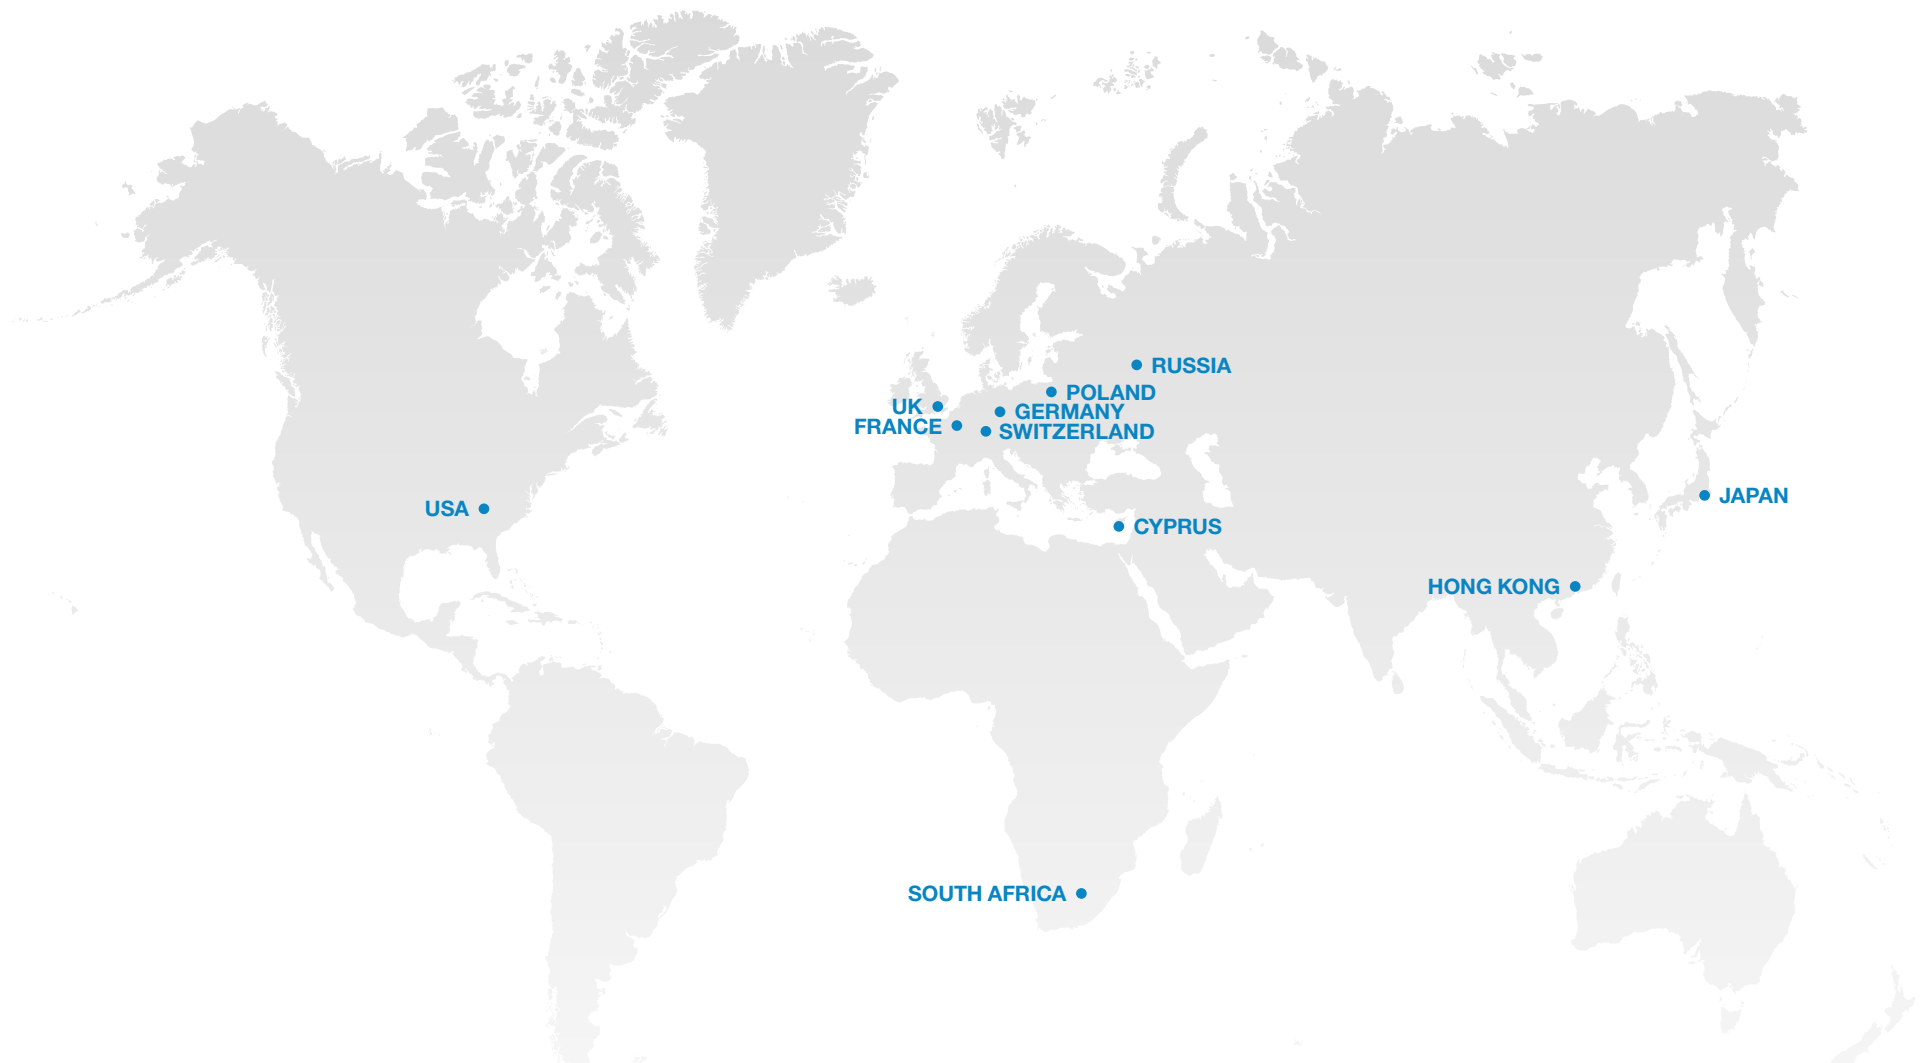 RUSSIA
POLAND
UK
GERMANY
FRANCE
SWITZERLAND
JAPAN
USA
CYPRUS
HONG KONG
SOUTH AFRICA